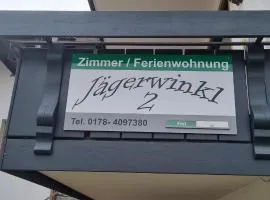 Zimmer / Ferienwohnung
Jägerwinkl
2
Tel. 0178- 4097380